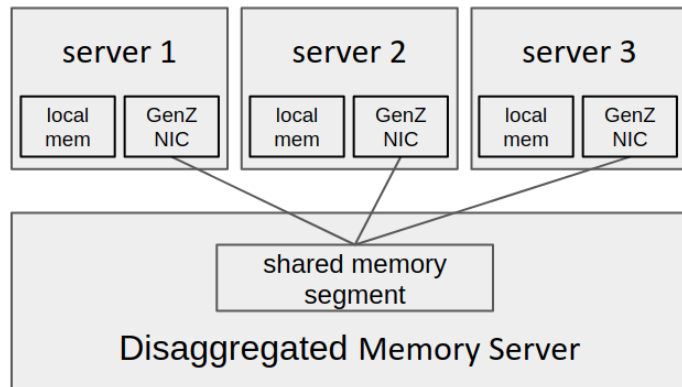 server 1
server 2
server 3
local
mem
GenZ
NIC
local
mem
GenZ
NIC
local
mem
GenZ
NIC
shared memory
segment
Disaggregated Memory Server